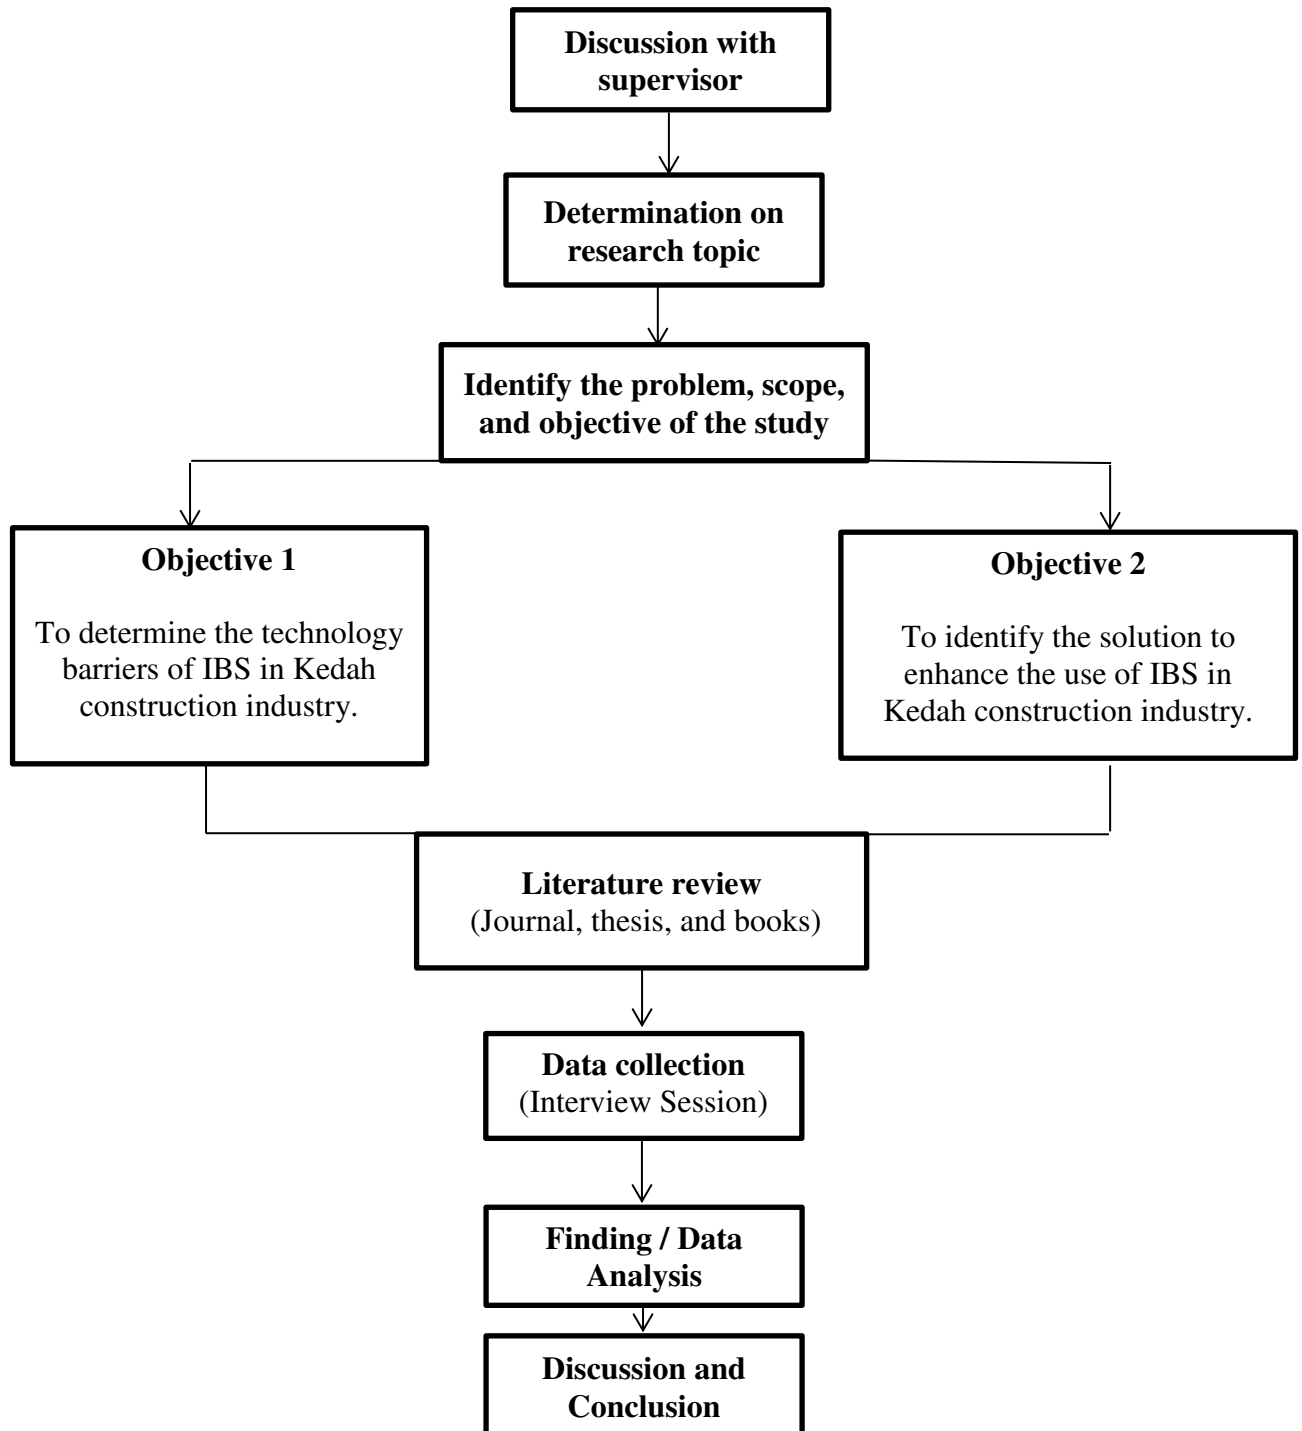 Discussion with
supervisor
Determination on
research topic
Identify the problem, scope,
and objective of the study
Objective 1
To determine the technology
barriers of IBS in Kedah
construction industry.
Objective 2
To identify the solution to
enhance the use of IBS in
Kedah construction industry.
Literature review
(Journal, thesis, and books)
Data collection
(Interview Session)
Finding / Data
Analysis
Discussion and
Conclusion